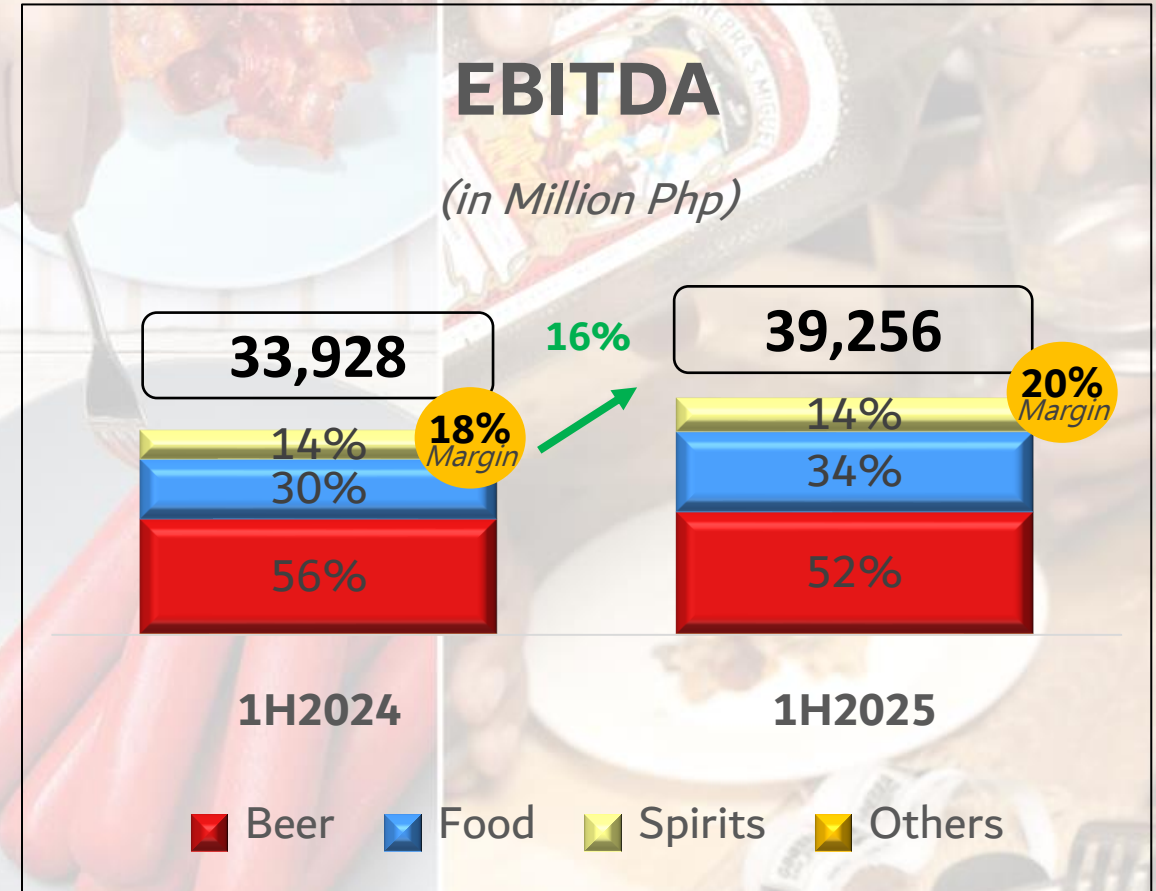 EBITDA
(in Million Php)
33,928
16%
39,256
18%
Margin
20%
Margin
14%
30%
56%
14%
34%
52%
1H2024
1H2025
Beer
Food
Spirits
Others